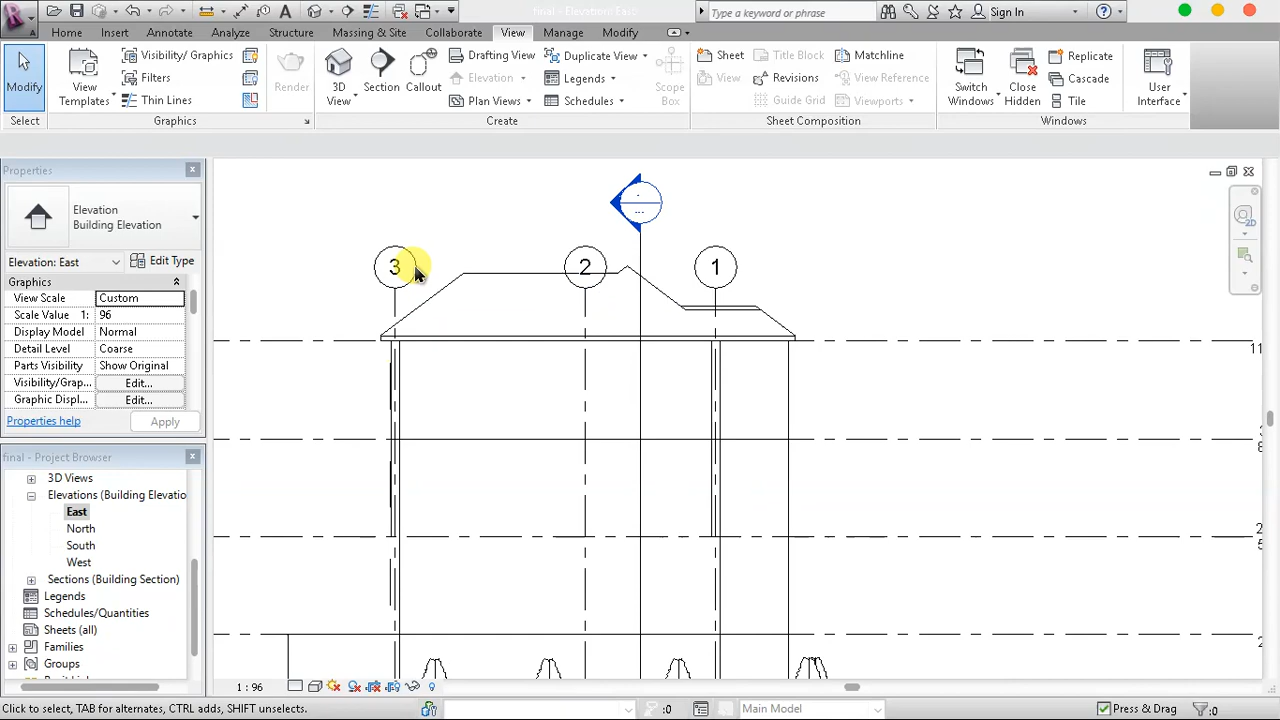 final - Elevation: East
Type a keyword or phrase
Sign In
Home Insert Annotate Analyze Structure Massing & Site Collaborate View Manage Modify
Modify
View Templates
Visibility/ Graphics
Filters
Thin Lines
Render
3D View
Section
Callout
Drafting View
Elevation
Plan Views
Duplicate View
Legends
Schedules
Scope Box
Sheet
View
Title Block
Revisions
Guide Grid
Matchline
View Reference
Viewports
Switch Windows
Close Hidden
Replicate
Cascade
Tile
User Interface
Select Graphics Create Sheet Composition Windows
Properties
Elevation
Building Elevation
Elevation: East Edit Type
Graphics
View Scale Custom
Scale Value 1: 96
Display Model Normal
Detail Level Coarse
Parts Visibility Show Original
Visibility/Grap... Edit...
Graphic Displ... Edit...
Properties help Apply
final - Project Browser
3D Views
Elevations (Building Elevatio
East
North
South
West
Sections (Building Section)
Legends
Schedules/Quantities
Sheets (all)
Families
Groups
3 2 1
11
1 : 96
Click to select, TAB for alternates, CTRL adds, SHIFT unselects.
:0
Main Model
Press & Drag
:0